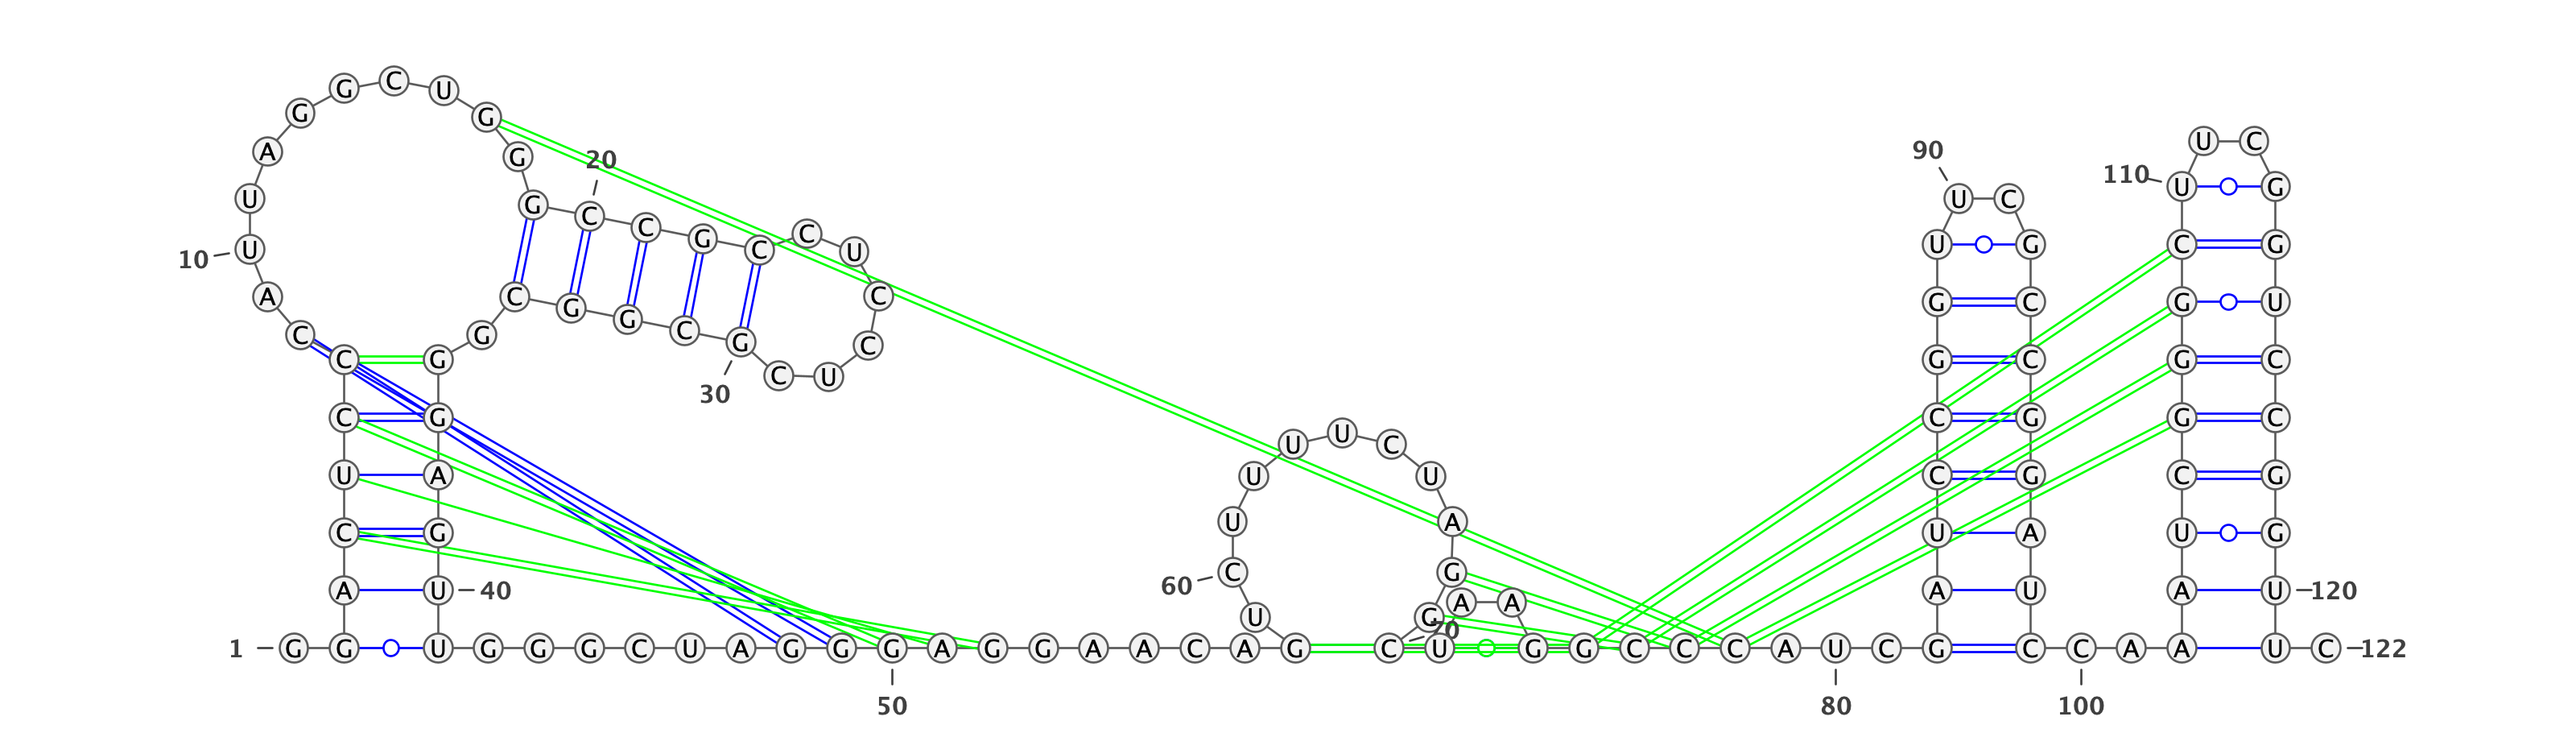 1
G G A C U C C C A U
10
U A G G C U G G G C
20
C G C C U C C U C G
30
C G G C G G G A G U
40
U G G G C U A G G G
50
A G G A A C A G U C
60
U U U U C U A G G C
70
U A A G G C C C A U
80
C G A U C C G G U U
90
C G C C G G A U C C
100
A A A U C G G G C U
110
U C G G U C C G G U
120
U C
122